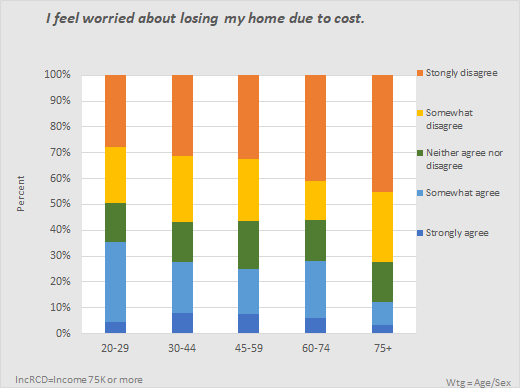 I feel worried about losing my home due to cost.
100%
90%
80%
70%
60%
50%
40%
30%
20%
10%
0%
Percent
20-29
30-44
45-59
60-74
75+
Stongly disagree
Somewhat
disagree
Neither agree nor
disagree
Somewhat agree
Strongly agree
IncRCD=Income 75K or more
Wtg = Age/Sex